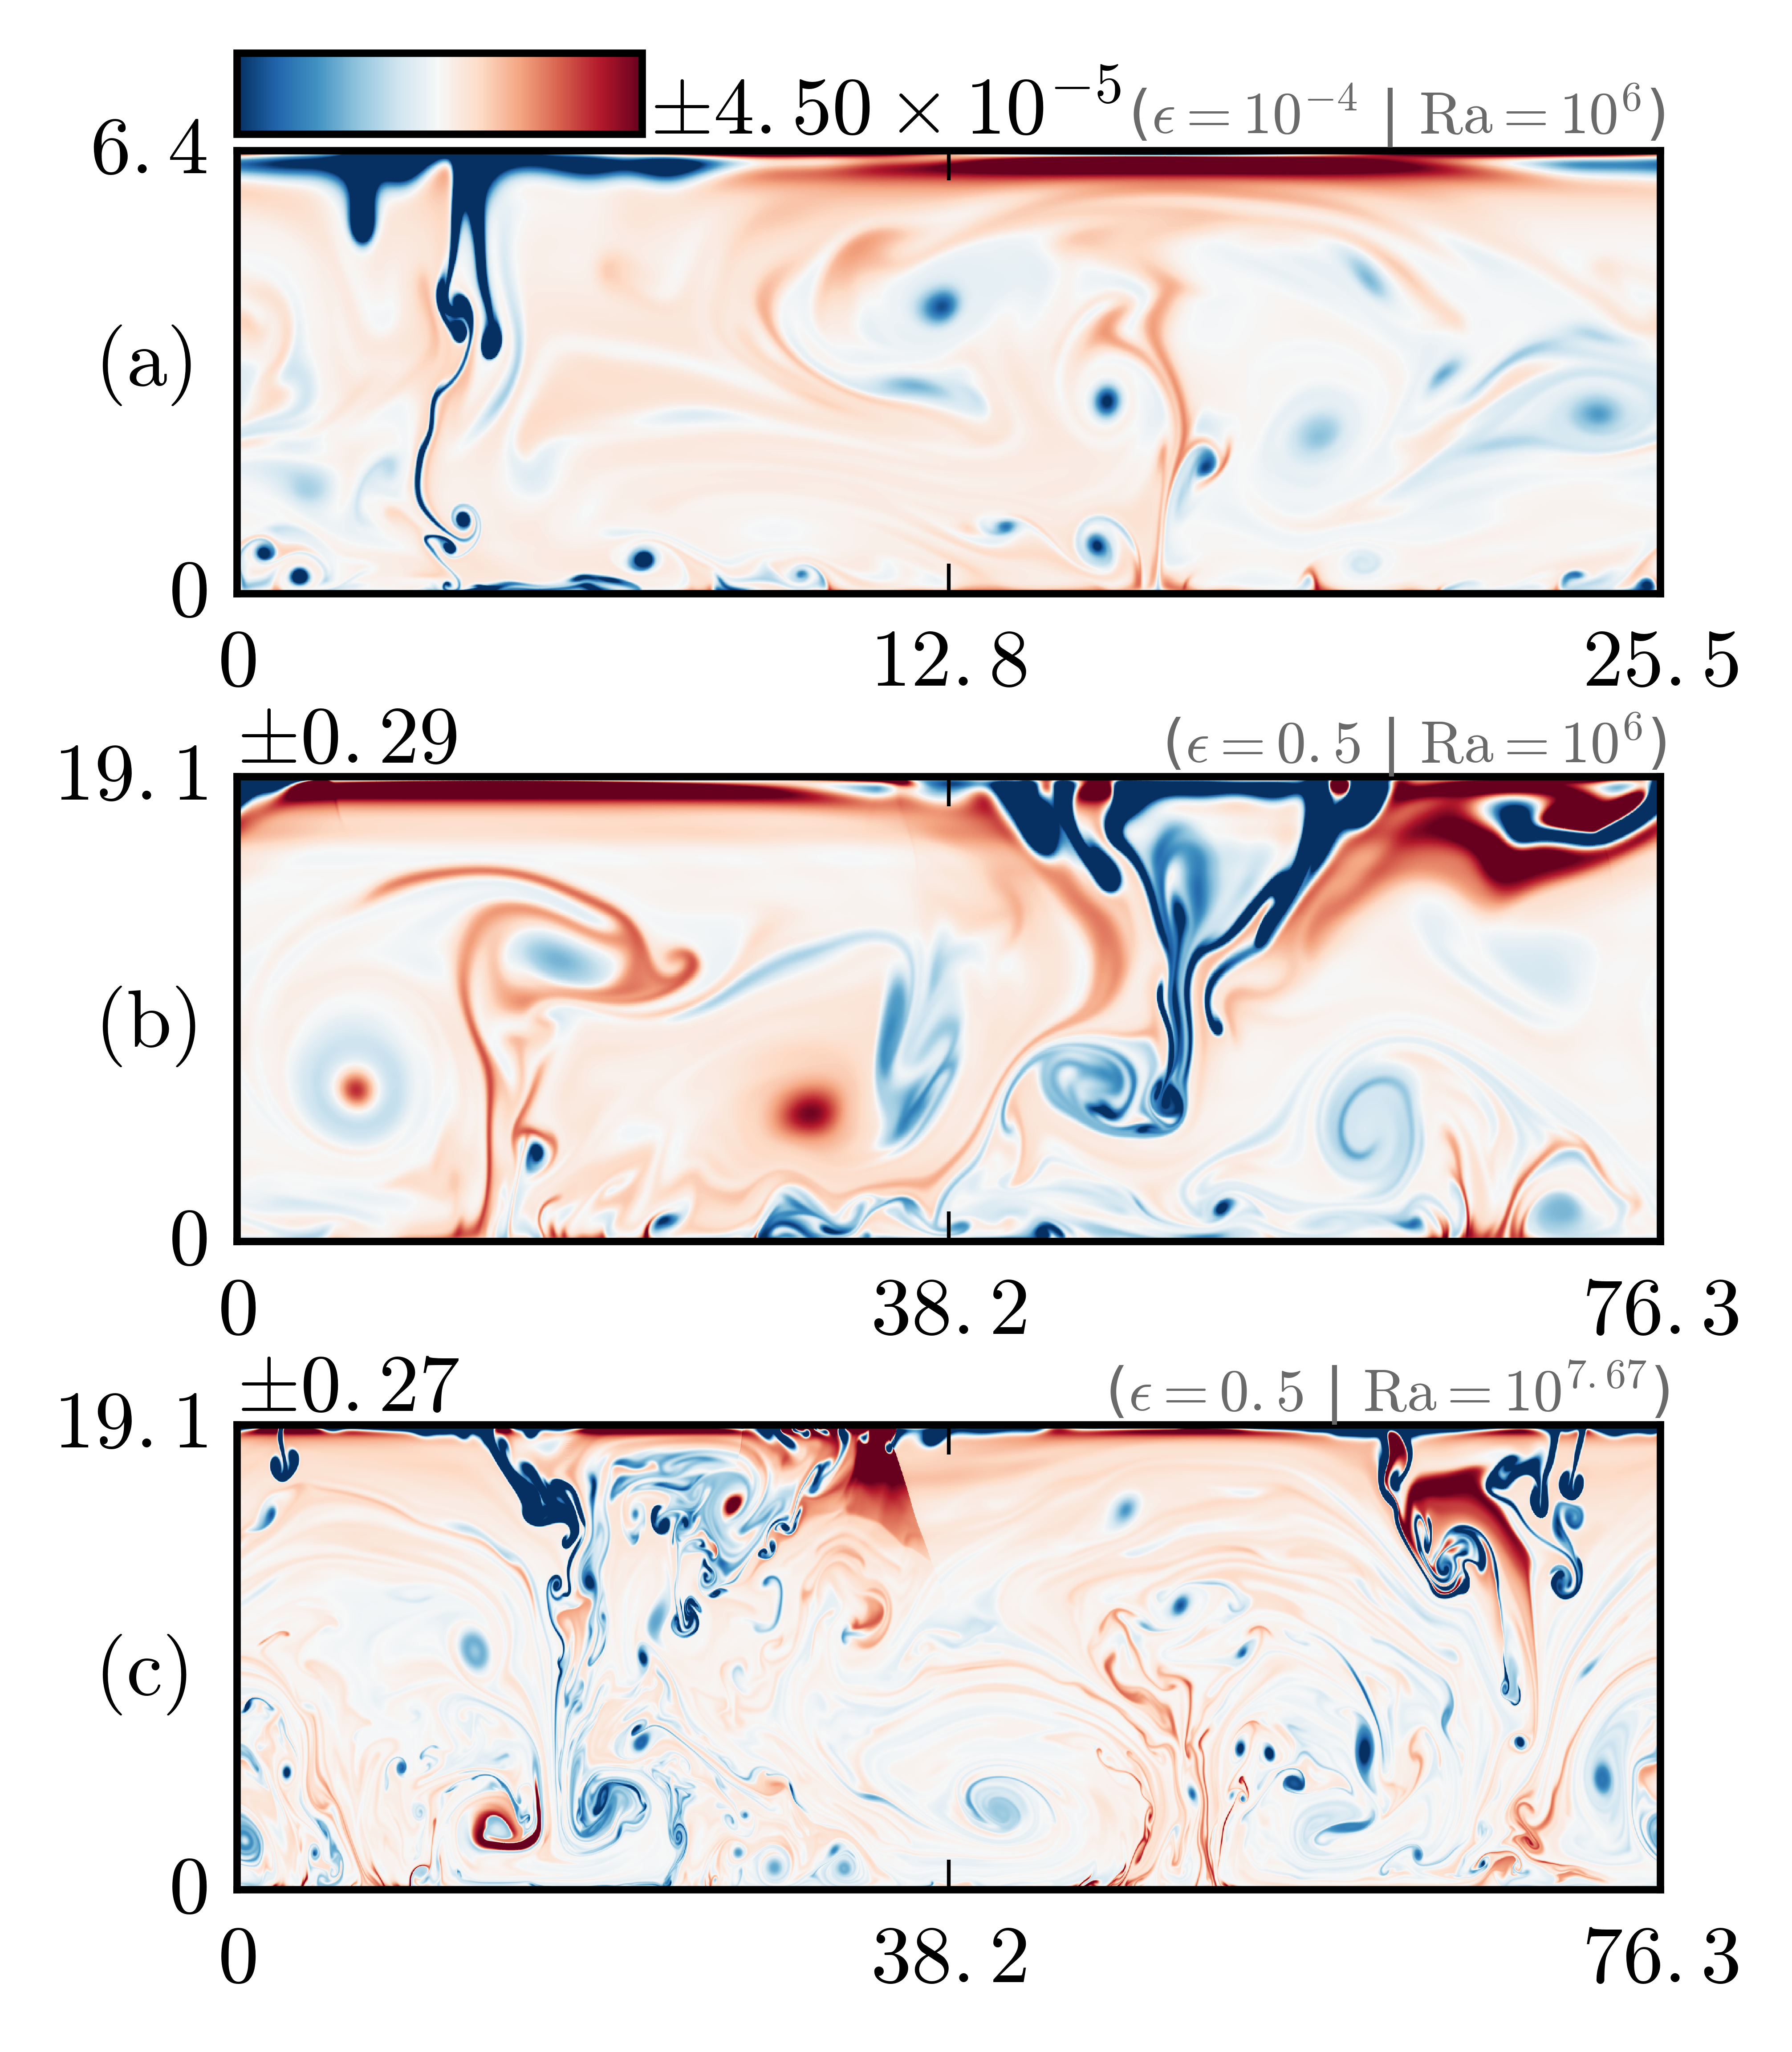 ±4.50 × 10⁻⁵ (ϵ = 10⁻⁴ | Ra = 10⁶)
6.4
(a)
0
0 12.8 25.5
±0.29 (ϵ = 0.5 | Ra = 10⁶)
19.1
(b)
0
0 38.2 76.3
±0.27 (ϵ = 0.5 | Ra = 10⁷·⁶⁷)
19.1
(c)
0
0 38.2 76.3